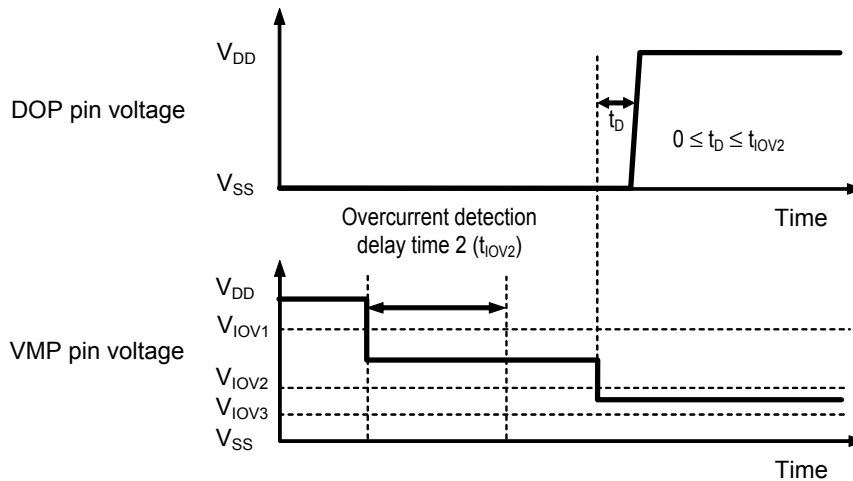 V_DD
DOP pin voltage
t_D
0 ≤ t_D ≤ t_IOV2
V_SS
Time
Overcurrent detection
delay time 2 (t_IOV2)
V_DD
V_IOV1
VMP pin voltage
V_IOV2
V_IOV3
V_SS
Time